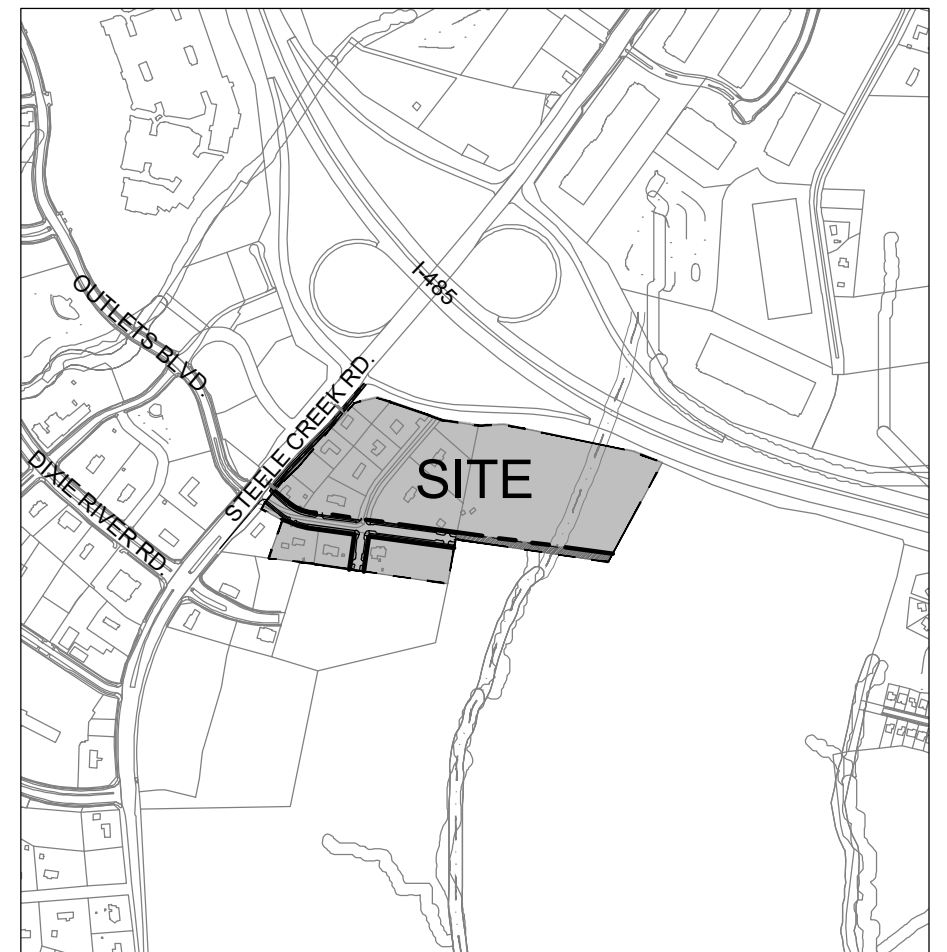 I-485
OUTLETS BLVD.
STEELE CREEK RD.
DIXIE RIVER RD.
SITE